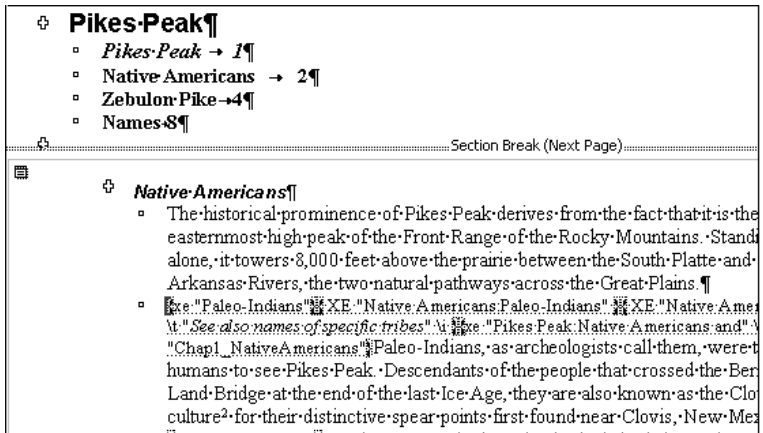 Pikes·Peak¶
Pikes·Peak → 1¶
Native·Americans → 2¶
Zebulon·Pike→4¶
Names→8¶
Section Break (Next Page)
Native·Americans¶
The·historical·prominence·of·Pikes·Peak·derives·from·the·fact·that·it·is·the
easternmost·high·peak·of·the·Front·Range·of·the·Rocky·Mountains.·Standi
alone,·it·towers·8,000·feet·above·the·prairie·between·the·South·Platte·and·
Arkansas·Rivers,·the·two·natural·pathways·across·the·Great·Plains.¶
{xe·"Paleo-Indians"}{·XE·"Native·Americans:Paleo-Indians"·}{·XE·"Native·Amer
\t·"See·also·names·of·specific·tribes"·\i·}{xe·"Pikes·Peak:Native·Americans·and"·\
"Chap1_NativeAmericans"}Paleo-Indians,·as·archeologists·call·them,·were·t
humans·to·see·Pikes·Peak.·Descendants·of·the·people·that·crossed·the·Ber
Land·Bridge·at·the·end·of·the·last·Ice·Age,·they·are·also·known·as·the·Clo
culture²·for·their·distinctive·spear·points·first·found·near·Clovis,·New·Mex